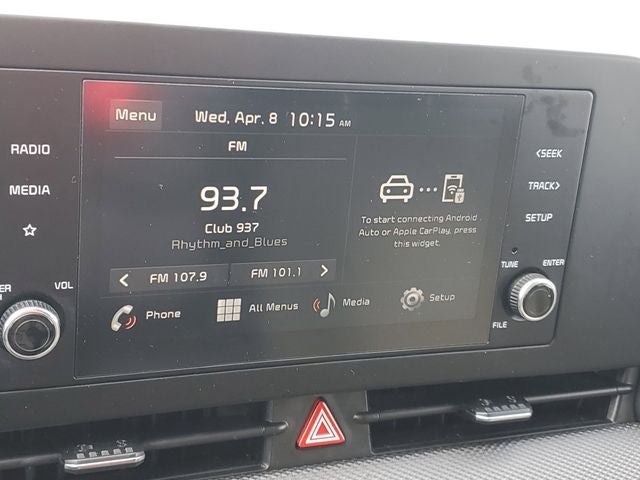 Menu Wed, Apr. 8 10:15 AM
FM
93.7
Club 937
Rhythm_and_Blues
FM 107.9 FM 101.1
To start connecting Android
Auto or Apple CarPlay, press
this widget.
Phone All Menus Media Setup
RADIO
MEDIA
VOL
<SEEK
TRACK>
SETUP
TUNE ENTER
FILE